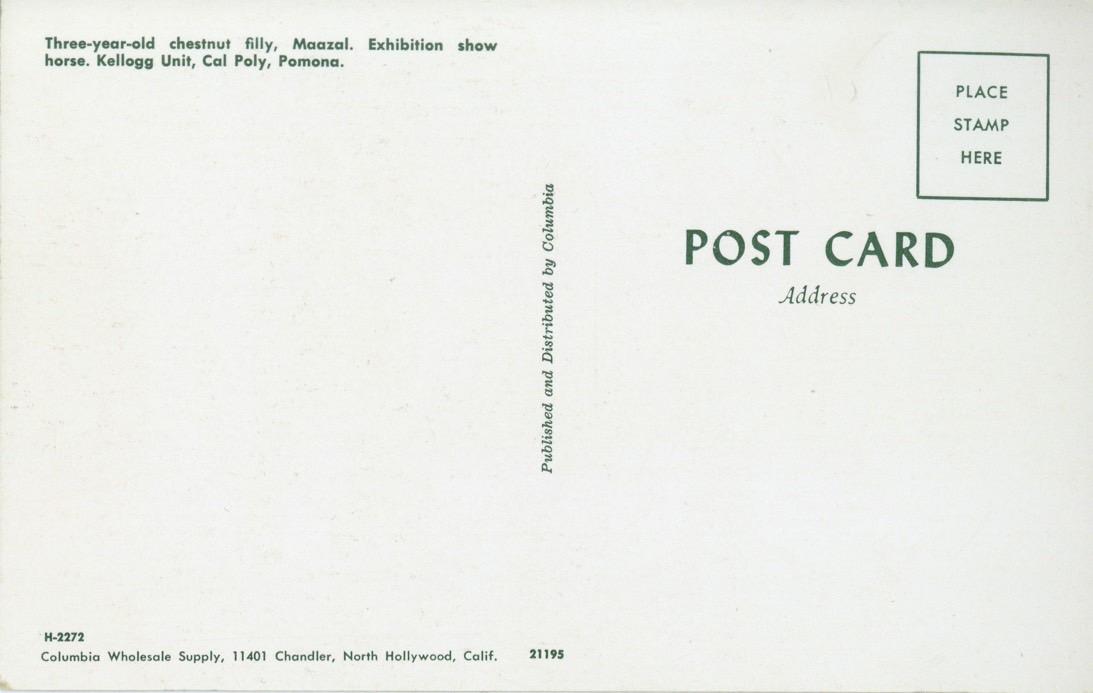 Three-year-old chestnut filly, Maazal. Exhibition show
horse. Kellogg Unit, Cal Poly, Pomona.
PLACE
STAMP
HERE
Published and Distributed by Columbia
POST CARD
Address
H-2272
Columbia Wholesale Supply, 11401 Chandler, North Hollywood, Calif. 21195